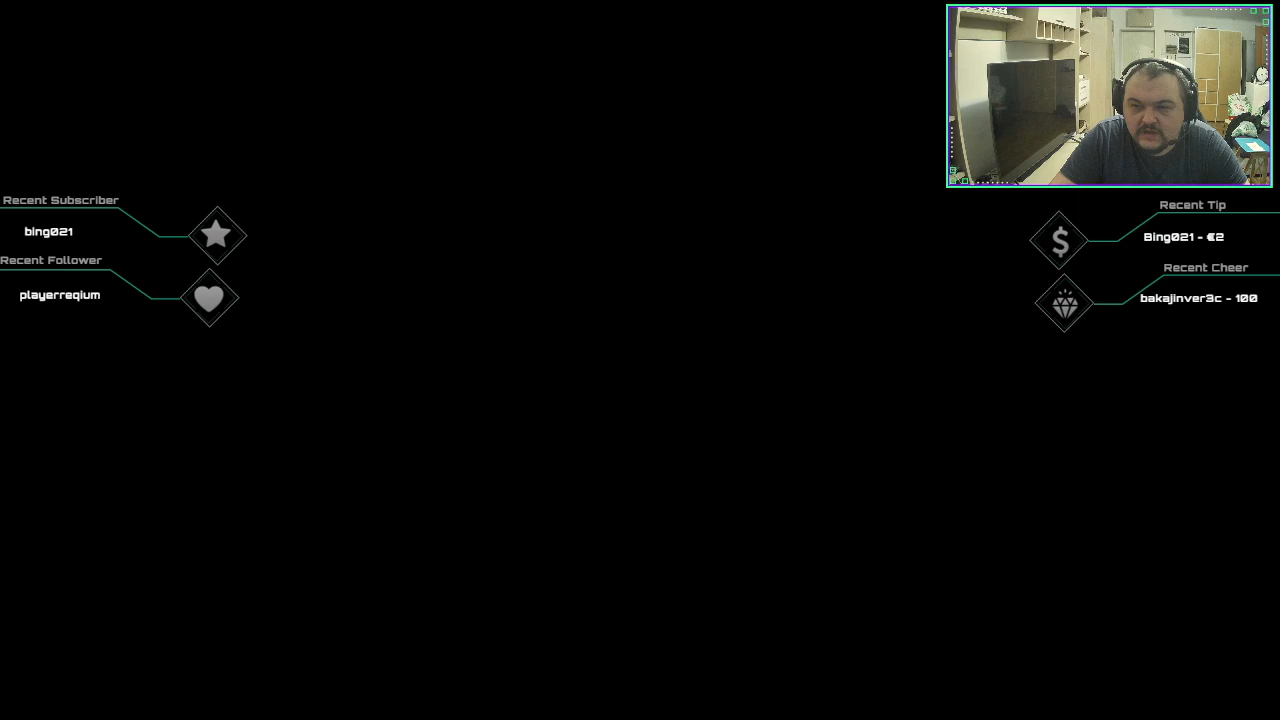 Recent Subscriber
bing021
Recent Follower
playerreqium
Recent Tip
Bing021 - €2
Recent Cheer
bakajinver3c - 100